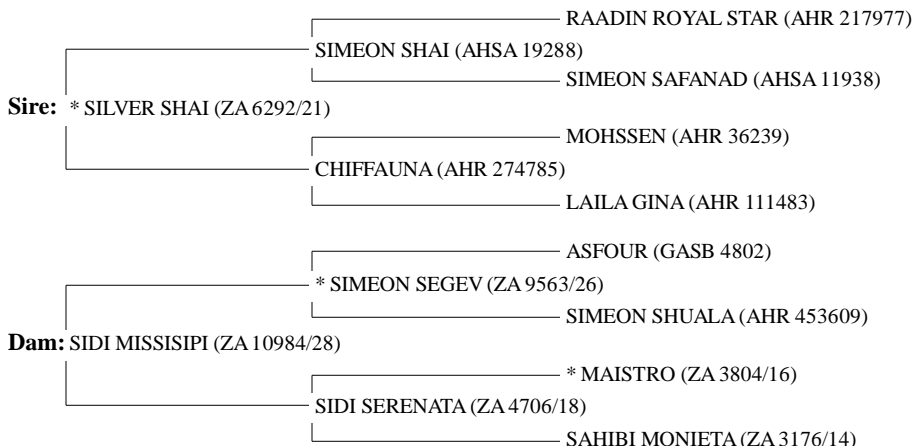 RAADIN ROYAL STAR (AHR 217977)
SIMEON SHAI (AHSA 19288)
SIMEON SAFANAD (AHSA 11938)
Sire: * SILVER SHAI (ZA 6292/21)
MOHSSEN (AHR 36239)
CHIFFAUNA (AHR 274785)
LAILA GINA (AHR 111483)
ASFOUR (GASB 4802)
* SIMEON SEGEV (ZA 9563/26)
SIMEON SHUALA (AHR 453609)
Dam: SIDI MISSISIPI (ZA 10984/28)
* MAISTRO (ZA 3804/16)
SIDI SERENATA (ZA 4706/18)
SAHIBI MONIETA (ZA 3176/14)